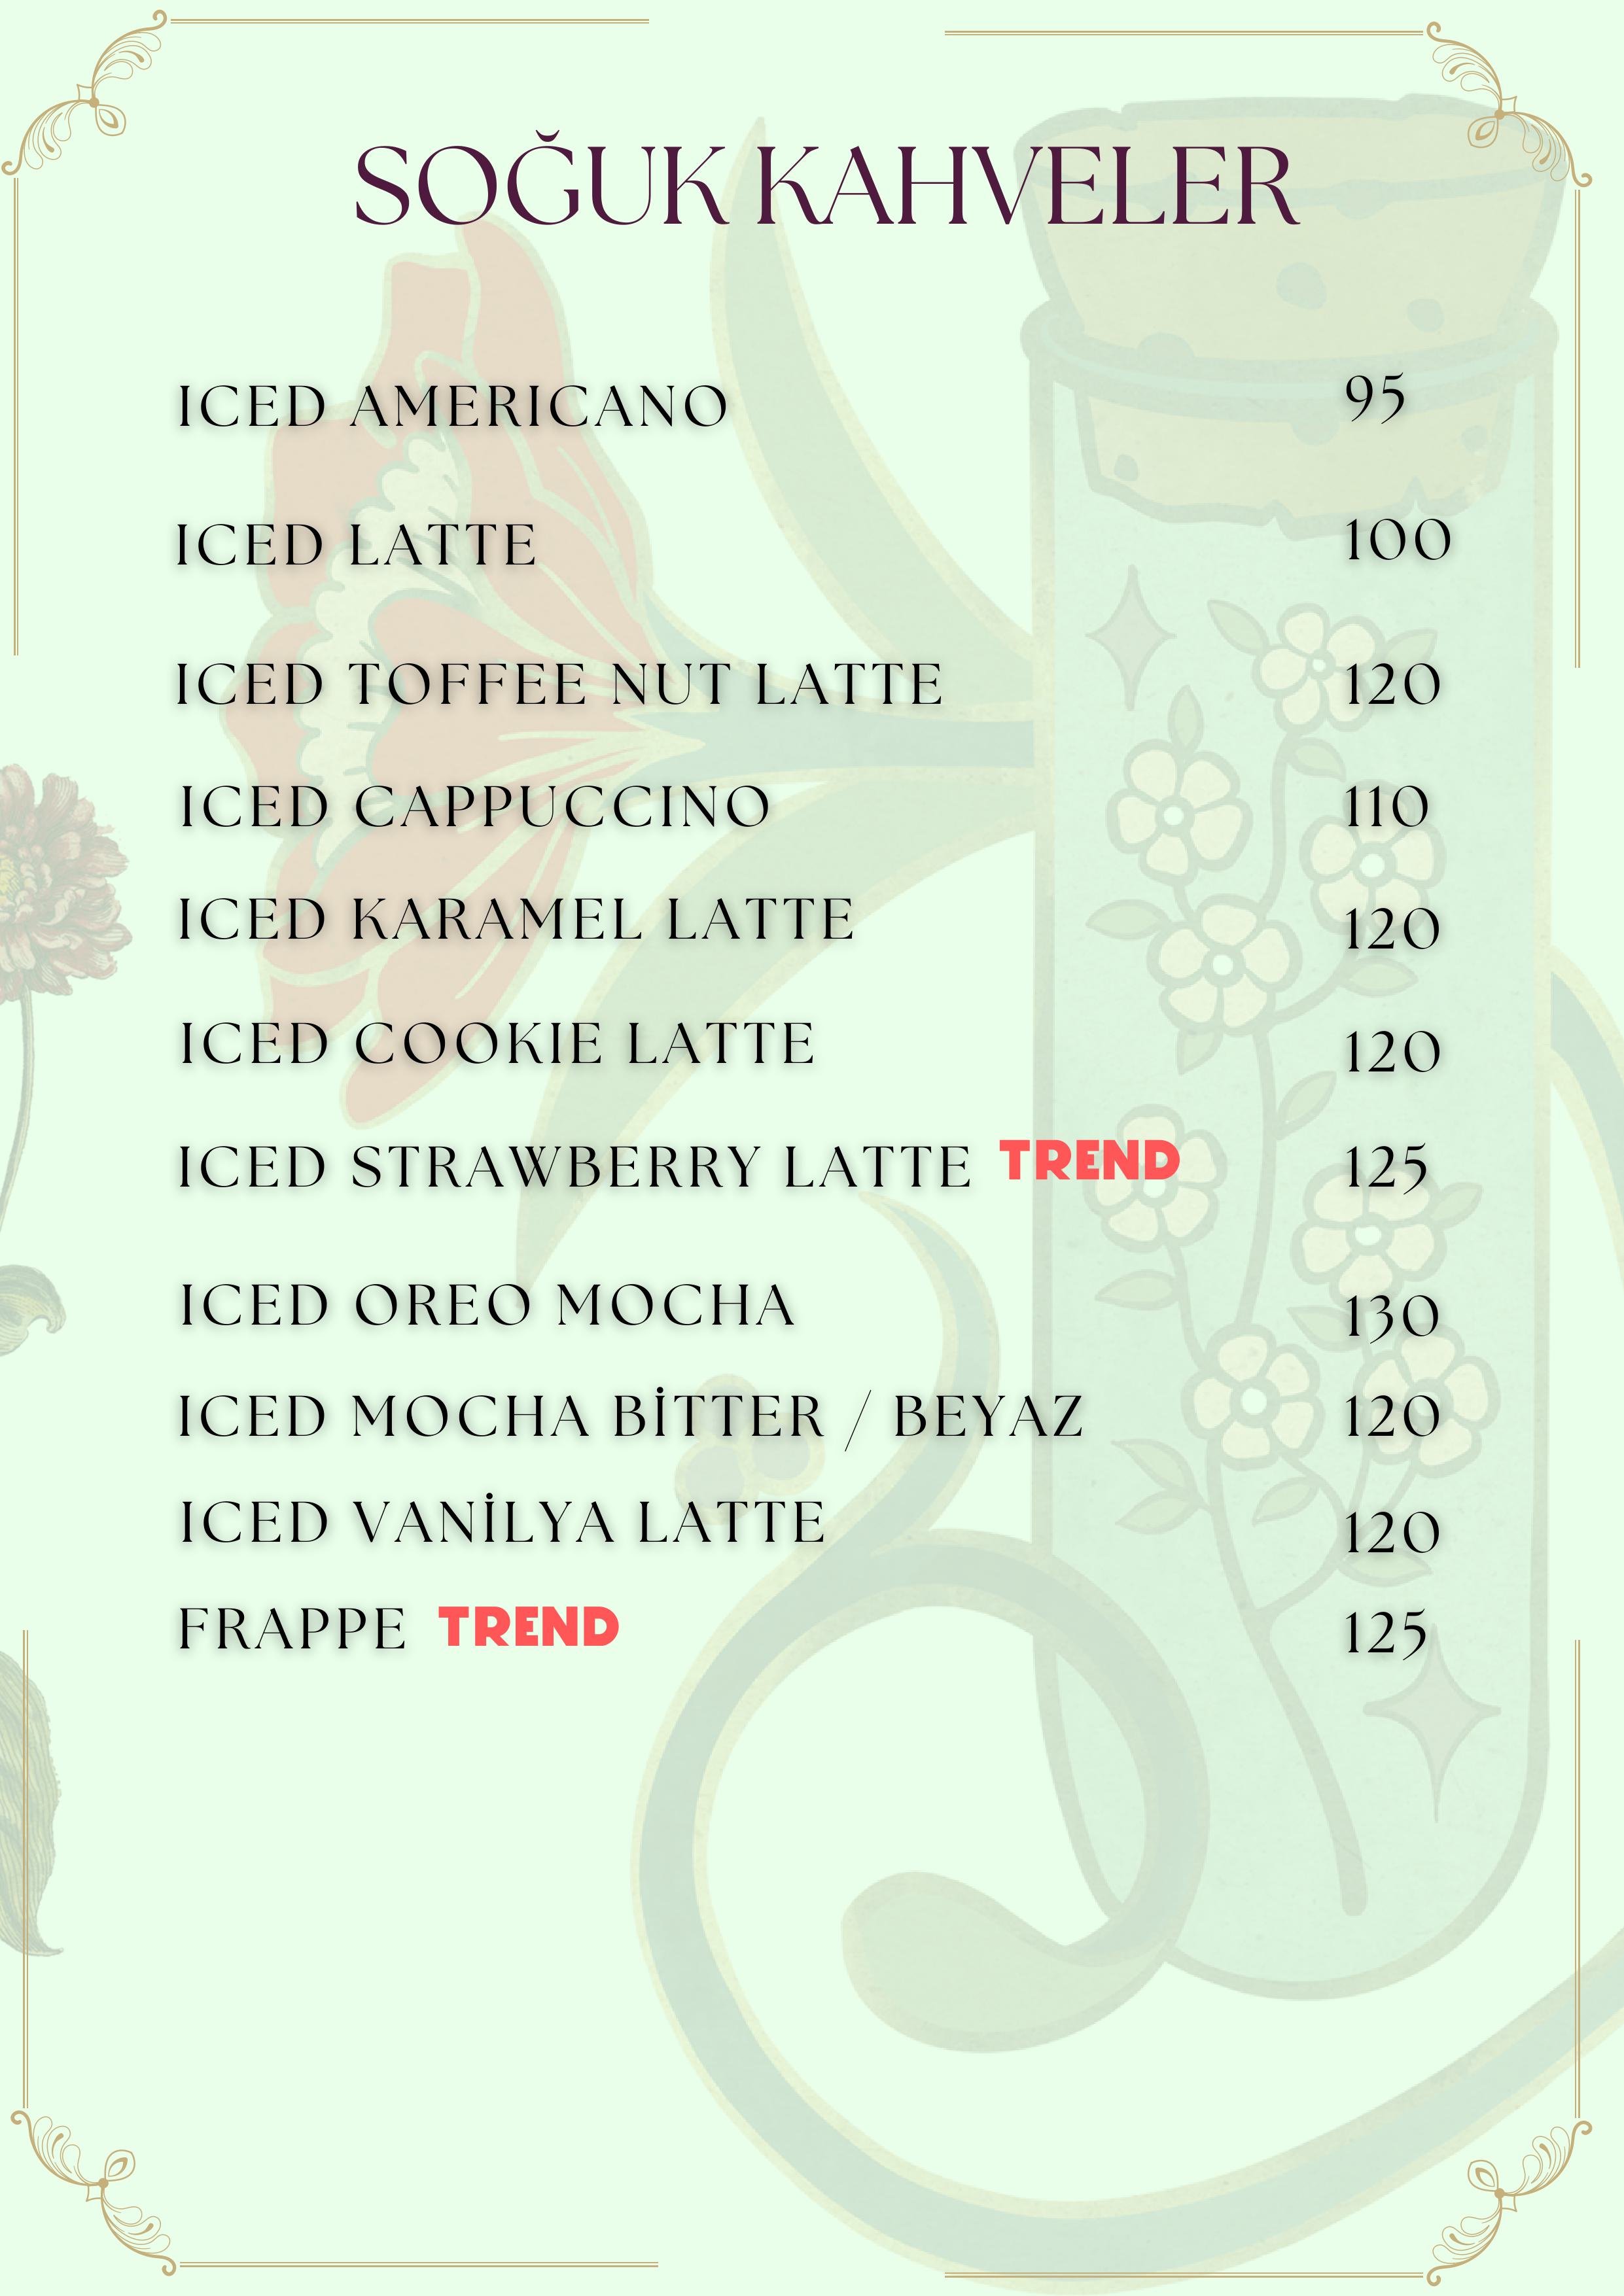 SOĞUK KAHVELER
ICED AMERICANO 95
ICED LATTE 100
ICED TOFFEE NUT LATTE 120
ICED CAPPUCCINO 110
ICED KARAMEL LATTE 120
ICED COOKIE LATTE 120
ICED STRAWBERRY LATTE TREND 125
ICED OREO MOCHA 130
ICED MOCHA BİTTER / BEYAZ 120
ICED VANİLYA LATTE 120
FRAPPE TREND 125